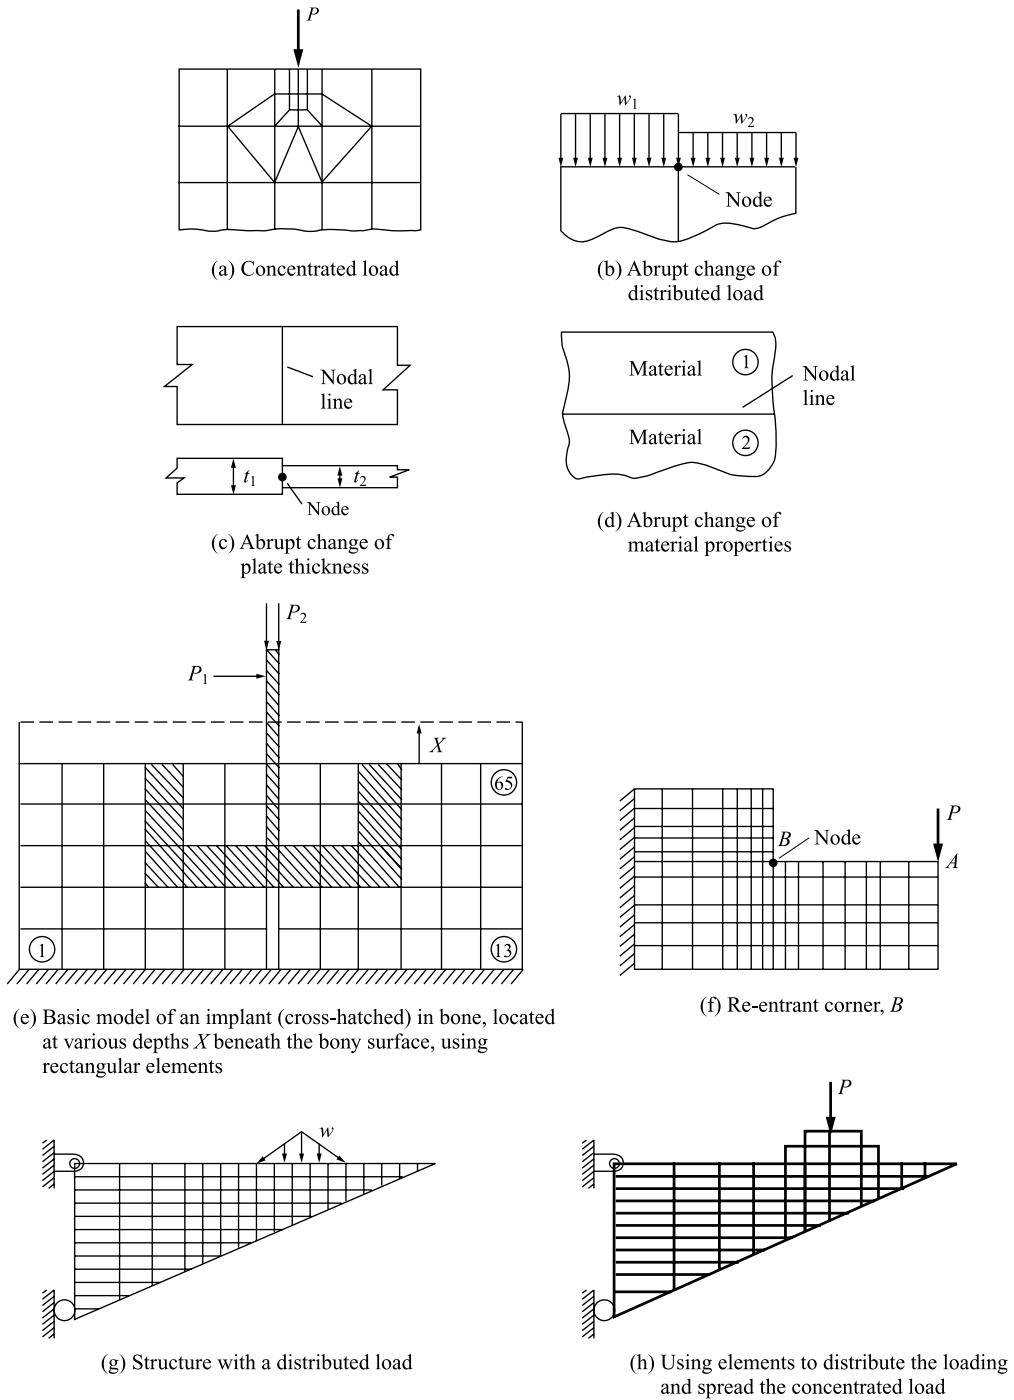 P
w1
w2
Node
(a) Concentrated load
(b) Abrupt change of
distributed load
Nodal
line
t1
t2
Node
(c) Abrupt change of
plate thickness
Material 1
Nodal
line
Material 2
(d) Abrupt change of
material properties
P2
P1
X
65
1
13
(e) Basic model of an implant (cross-hatched) in bone, located
at various depths X beneath the bony surface, using
rectangular elements
P
B
Node
A
(f) Re-entrant corner, B
w
(g) Structure with a distributed load
P
(h) Using elements to distribute the loading
and spread the concentrated load